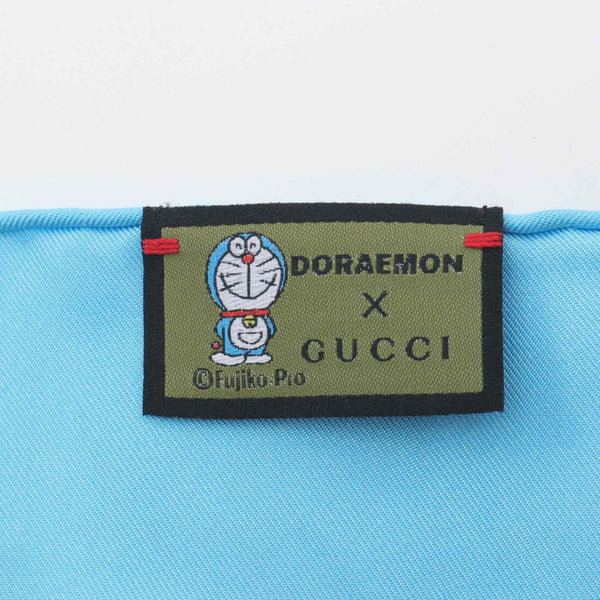 DORAEMON
X
GUCCI
©Fujiko-Pro